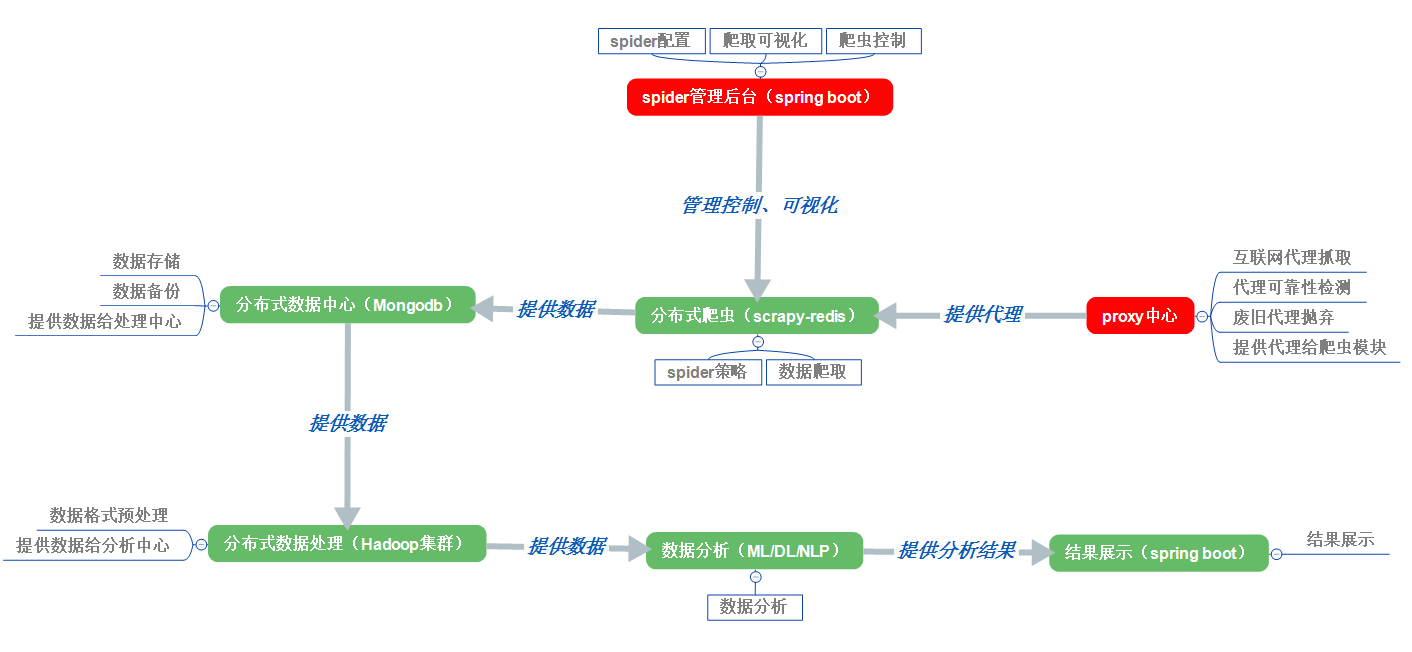 spider配置
爬取可视化
爬虫控制
spider管理后台（spring boot）
管理控制、可视化
数据存储
数据备份
提供数据给处理中心
分布式数据中心（Mongodb）
提供数据
分布式爬虫（scrapy-redis）
提供代理
proxy中心
互联网代理抓取
代理可靠性检测
废旧代理抛弃
提供代理给爬虫模块
spider策略
数据爬取
提供数据
数据格式预处理
提供数据给分析中心
分布式数据处理（Hadoop集群）
提供数据
数据分析（ML/DL/NLP）
提供分析结果
结果展示（spring boot）
结果展示
数据分析